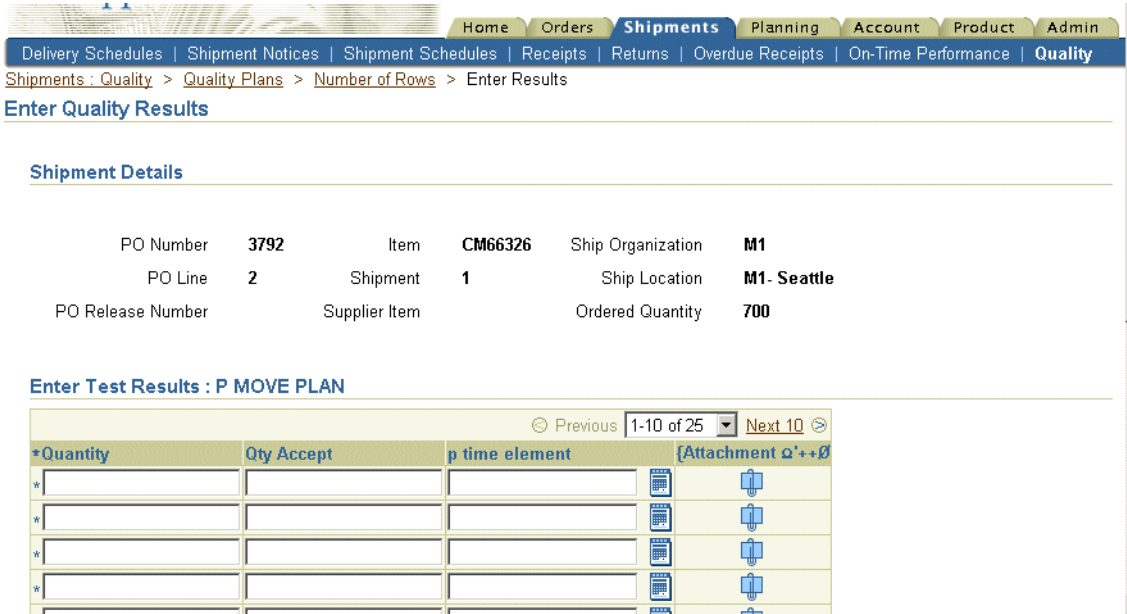 Home Orders Shipments Planning Account Product Admin
Delivery Schedules | Shipment Notices | Shipment Schedules | Receipts | Returns | Overdue Receipts | On-Time Performance | Quality
Shipments : Quality > Quality Plans > Number of Rows > Enter Results
Enter Quality Results
Shipment Details
PO Number 3792 Item CM66326 Ship Organization M1
PO Line 2 Shipment 1 Ship Location M1- Seattle
PO Release Number Supplier Item Ordered Quantity 700
Enter Test Results : P MOVE PLAN
Previous 1-10 of 25 Next 10
*Quantity Qty Accept p time element {Attachment Ω'++Ø
*
*
*
*